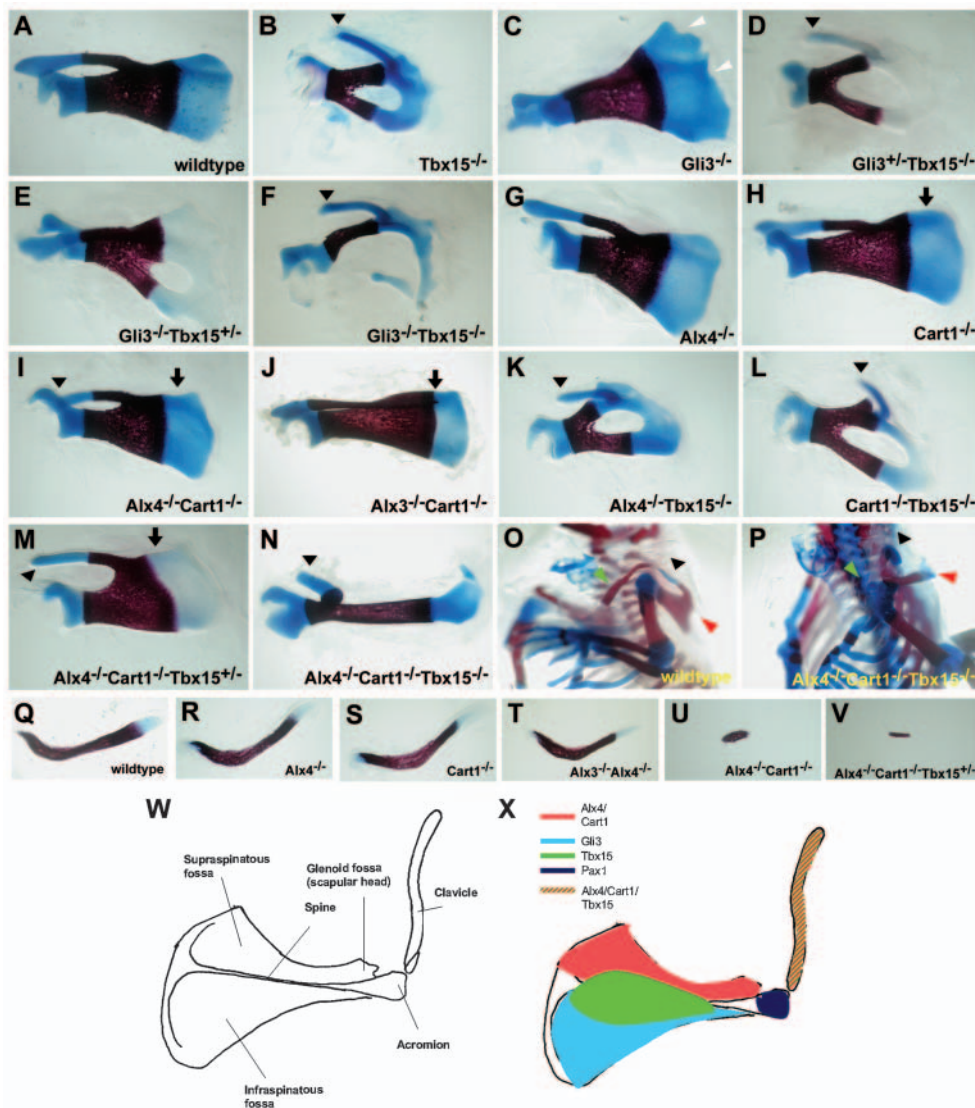 A
wildtype
B
Tbx15-/-
C
Gli3-/-
D
Gli3+/-Tbx15-/-
E
Gli3-/-Tbx15+/-
F
Gli3-/-Tbx15-/-
G
Alx4-/-
H
Cart1-/-
I
Alx4-/-Cart1-/-
J
Alx3-/-Cart1-/-
K
Alx4-/-Tbx15-/-
L
Cart1-/-Tbx15-/-
M
Alx4-/-Cart1-/-Tbx15+/-
N
Alx4-/-Cart1-/-Tbx15-/-
O
wildtype
P
Alx4-/-Cart1-/-Tbx15-/-
Q
wildtype
R
Alx4-/-
S
Cart1-/-
T
Alx3-/-Alx4-/-
U
Alx4-/-Cart1-/-
V
Alx4-/-Cart1-/-Tbx15+/-
W
Supraspinatous
fossa
Glenoid fossa
(scapular head)
Spine
Clavicle
Acromion
Infraspinatous
fossa
X
Alx4/
Cart1
Gli3
Tbx15
Pax1
Alx4/Cart1/
Tbx15